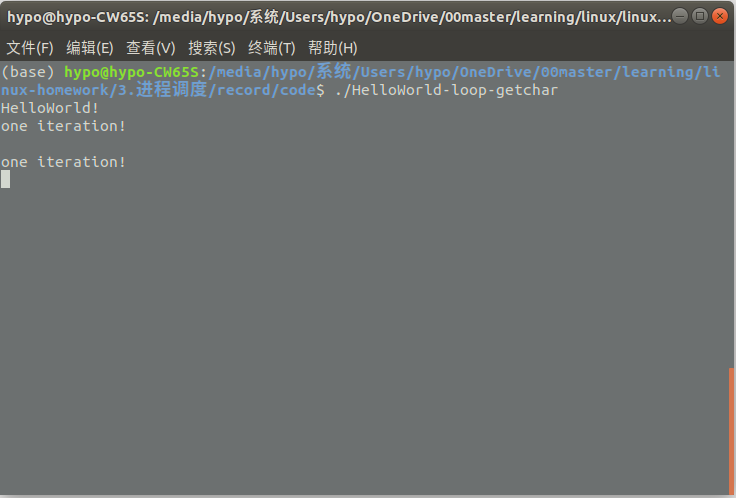 hypo@hypo-CW65S: /media/hypo/系统/Users/hypo/OneDrive/00master/learning/linux/linux...
文件(F) 编辑(E) 查看(V) 搜索(S) 终端(T) 帮助(H)
(base) hypo@hypo-CW65S:/media/hypo/系统/Users/hypo/OneDrive/00master/learning/li
nux-homework/3.进程调度/record/code$ ./HelloWorld-loop-getchar
HelloWorld!
one iteration!
one iteration!